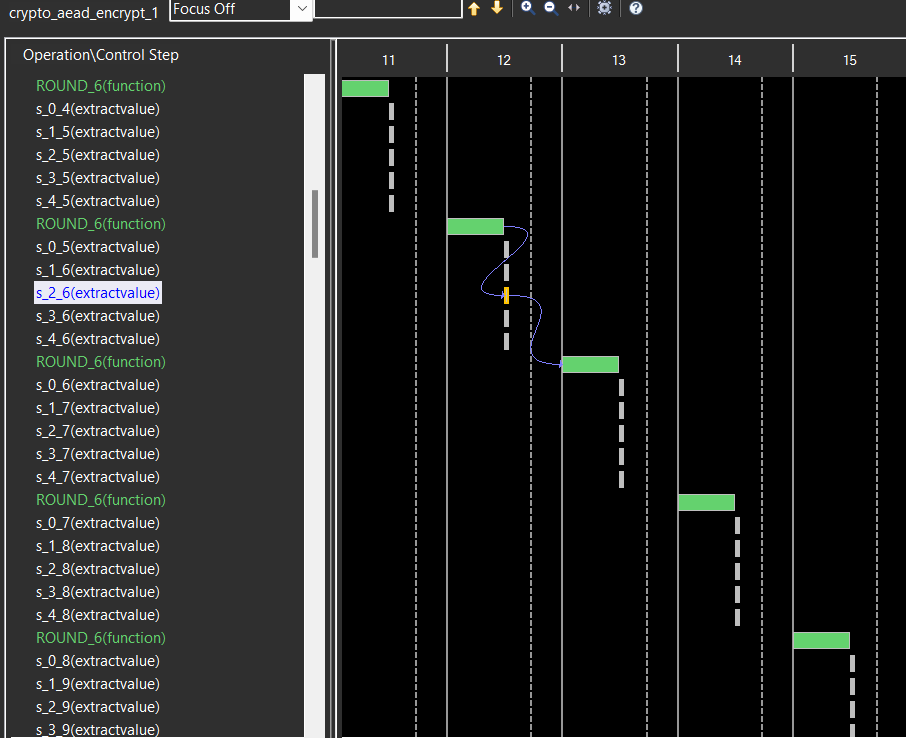 crypto_aead_encrypt_1 Focus Off
Operation\Control Step 11 12 13 14 15
ROUND_6(function)
s_0_4(extractvalue)
s_1_5(extractvalue)
s_2_5(extractvalue)
s_3_5(extractvalue)
s_4_5(extractvalue)
ROUND_6(function)
s_0_5(extractvalue)
s_1_6(extractvalue)
s_2_6(extractvalue)
s_3_6(extractvalue)
s_4_6(extractvalue)
ROUND_6(function)
s_0_6(extractvalue)
s_1_7(extractvalue)
s_2_7(extractvalue)
s_3_7(extractvalue)
s_4_7(extractvalue)
ROUND_6(function)
s_0_7(extractvalue)
s_1_8(extractvalue)
s_2_8(extractvalue)
s_3_8(extractvalue)
s_4_8(extractvalue)
ROUND_6(function)
s_0_8(extractvalue)
s_1_9(extractvalue)
s_2_9(extractvalue)
s_3_9(extractvalue)